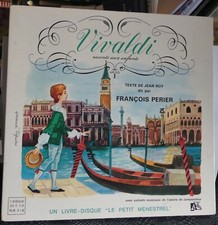 Vivaldi
raconté aux enfants
TEXTE DE JEAN ROY
dit par
FRANÇOIS PERIER
UN LIVRE-DISQUE "LE PETIT MENESTREL"